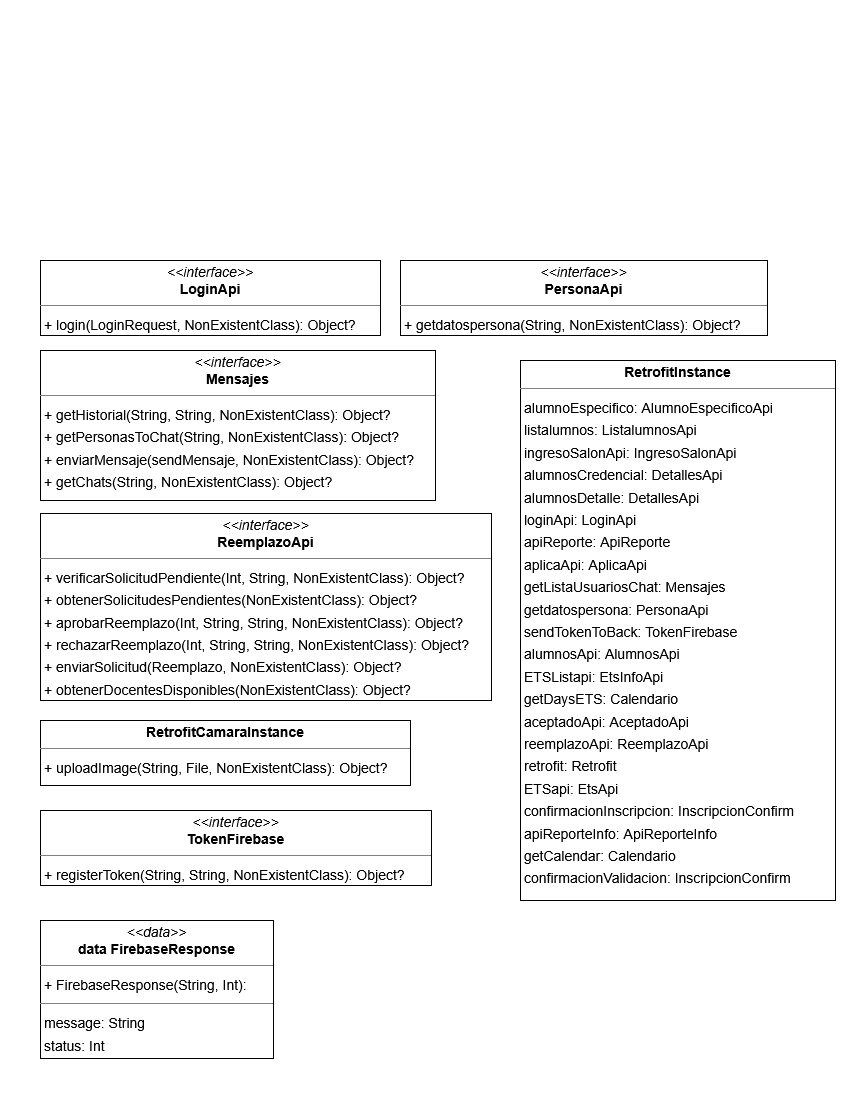 <<interface>>
LoginApi
+ login(LoginRequest, NonExistentClass): Object?
<<interface>>
PersonaApi
+ getdatospersona(String, NonExistentClass): Object?
<<interface>>
Mensajes
+ getHistorial(String, String, NonExistentClass): Object?
+ getPersonasToChat(String, NonExistentClass): Object?
+ enviarMensaje(sendMensaje, NonExistentClass): Object?
+ getChats(String, NonExistentClass): Object?
<<interface>>
ReemplazoApi
+ verificarSolicitudPendiente(Int, String, NonExistentClass): Object?
+ obtenerSolicitudesPendientes(NonExistentClass): Object?
+ aprobarReemplazo(Int, String, String, NonExistentClass): Object?
+ rechazarReemplazo(Int, String, String, NonExistentClass): Object?
+ enviarSolicitud(Reemplazo, NonExistentClass): Object?
+ obtenerDocentesDisponibles(NonExistentClass): Object?
RetrofitCamaraInstance
+ uploadImage(String, File, NonExistentClass): Object?
<<interface>>
TokenFirebase
+ registerToken(String, String, NonExistentClass): Object?
<<data>>
data FirebaseResponse
+ FirebaseResponse(String, Int):
message: String
status: Int
RetrofitInstance
alumnoEspecifico: AlumnoEspecificoApi
listalumnos: ListalumnosApi
ingresoSalonApi: IngresoSalonApi
alumnosCredencial: DetallesApi
alumnosDetalle: DetallesApi
loginApi: LoginApi
apiReporte: ApiReporte
aplicaApi: AplicaApi
getListaUsuariosChat: Mensajes
getdatospersona: PersonaApi
sendTokenToBack: TokenFirebase
alumnosApi: AlumnosApi
ETSListapi: EtsInfoApi
getDaysETS: Calendario
aceptadoApi: AceptadoApi
reemplazoApi: ReemplazoApi
retrofit: Retrofit
ETSapi: EtsApi
confirmacionInscripcion: InscripcionConfirm
apiReporteInfo: ApiReporteInfo
getCalendar: Calendario
confirmacionValidacion: InscripcionConfirm